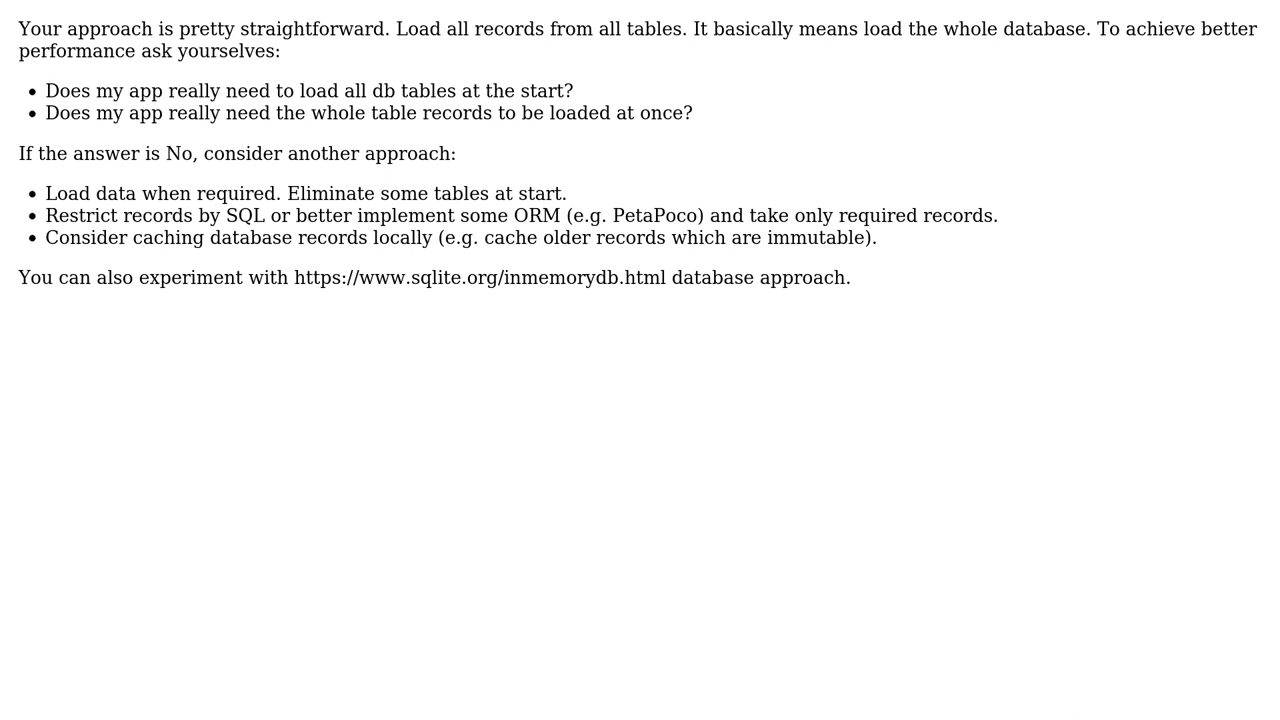 Your approach is pretty straightforward. Load all records from all tables. It basically means load the whole database. To achieve better
performance ask yourselves:
• Does my app really need to load all db tables at the start?
• Does my app really need the whole table records to be loaded at once?
If the answer is No, consider another approach:
• Load data when required. Eliminate some tables at start.
• Restrict records by SQL or better implement some ORM (e.g. PetaPoco) and take only required records.
• Consider caching database records locally (e.g. cache older records which are immutable).
You can also experiment with https://www.sqlite.org/inmemorydb.html database approach.